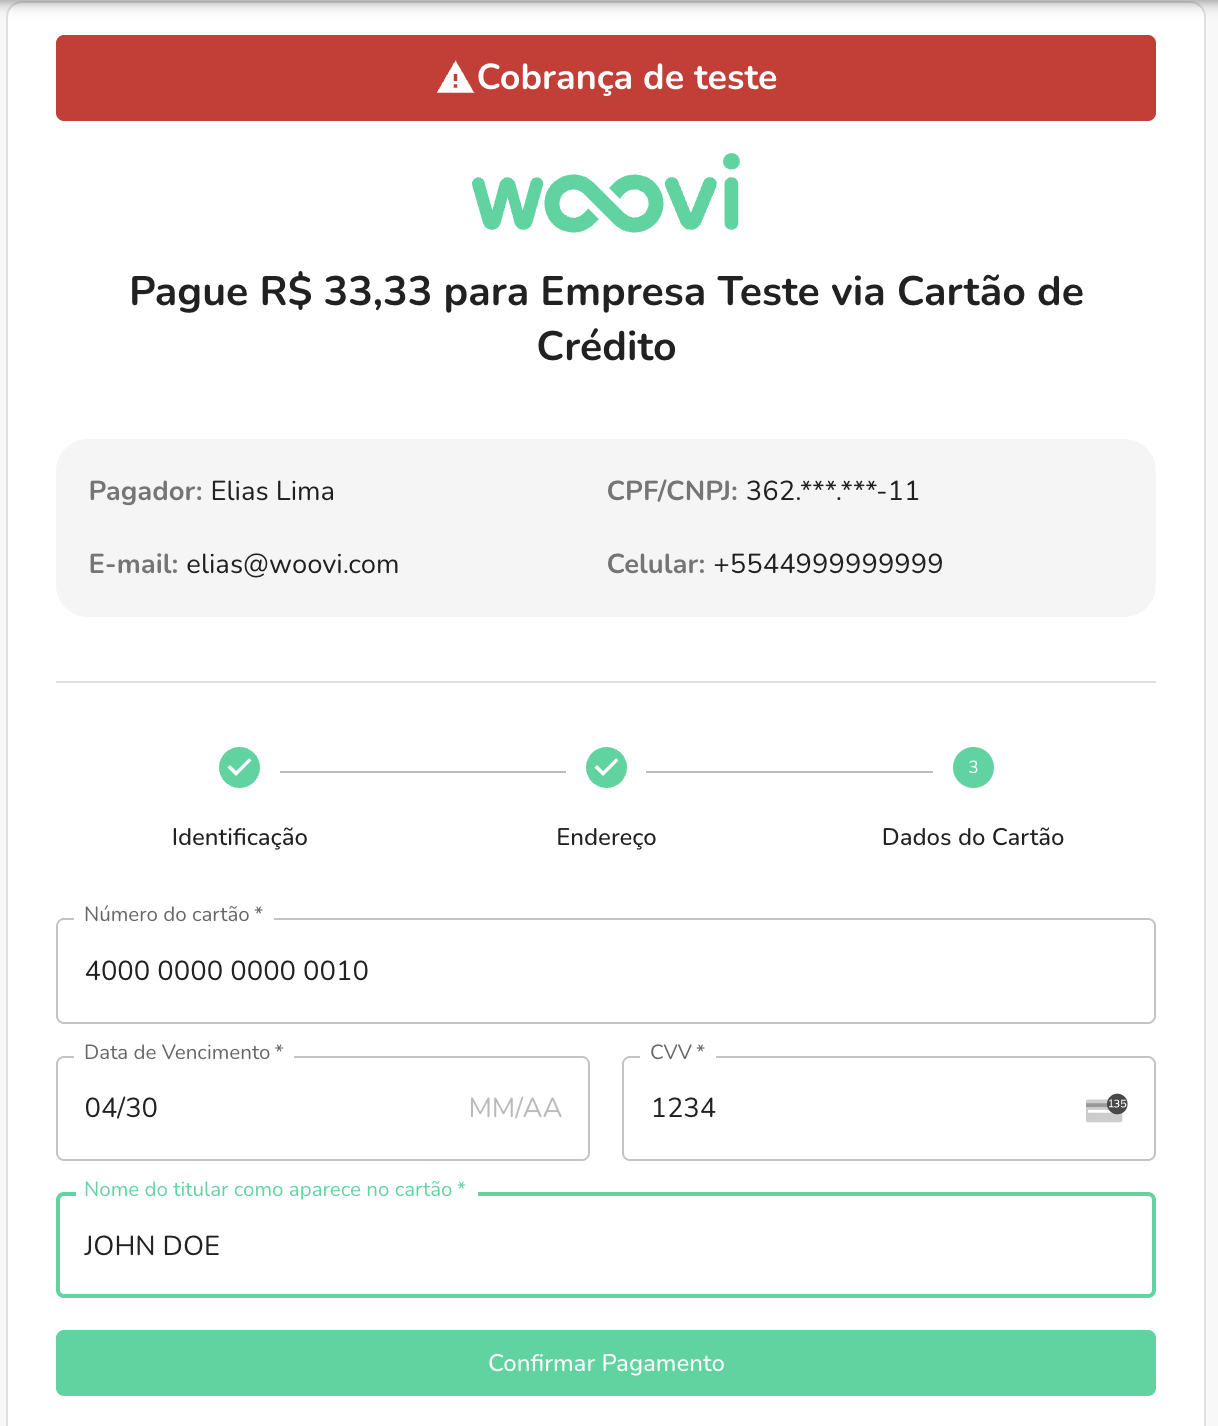 Cobrança de teste
woovi
Pague R$ 33,33 para Empresa Teste via Cartão de
Crédito
Pagador: Elias Lima
CPF/CNPJ: 362.***.***-11
E-mail: elias@woovi.com
Celular: +5544999999999
3
Identificação
Endereço
Dados do Cartão
Número do cartão *
4000 0000 0000 0010
Data de Vencimento *
04/30
MM/AA
CVV *
1234
135
Nome do titular como aparece no cartão *
JOHN DOE
Confirmar Pagamento